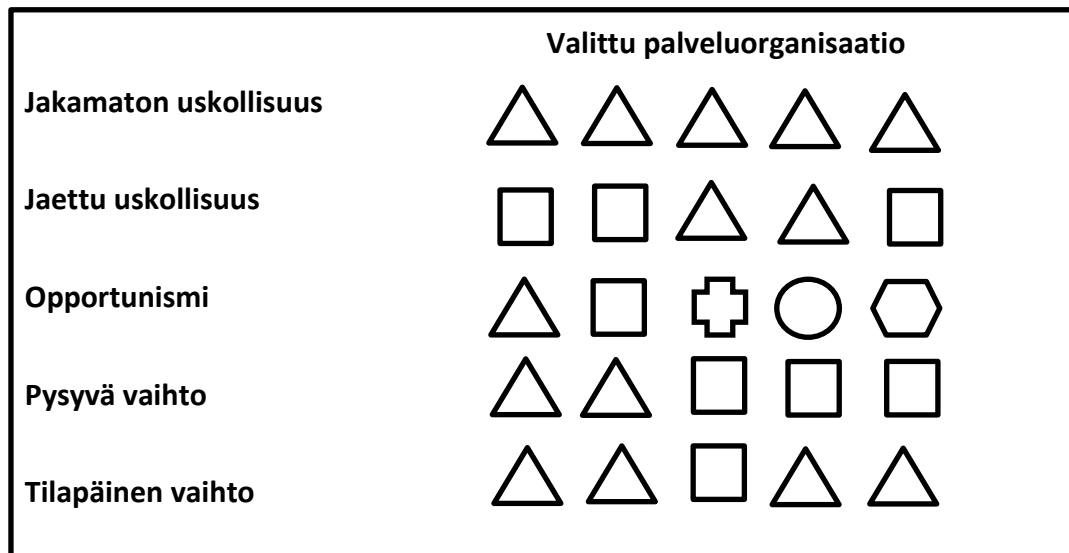 Valittu palveluorganisaatio
Jakamaton uskollisuus
Jaettu uskollisuus
Opportunismi
Pysyvä vaihto
Tilapäinen vaihto